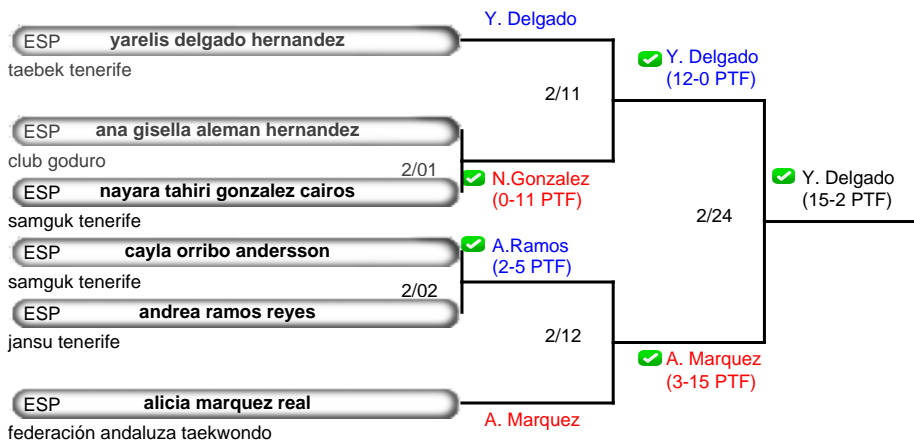 Y. Delgado
ESP yarelis delgado hernandez
taebek tenerife
Y. Delgado
(12-0 PTF)
2/11
ESP ana gisella aleman hernandez
club goduro
2/01
N.Gonzalez
(0-11 PTF)
ESP nayara tahiri gonzalez cairos
samguk tenerife
Y. Delgado
(15-2 PTF)
2/24
ESP cayla orribo andersson
samguk tenerife
A.Ramos
(2-5 PTF)
2/02
ESP andrea ramos reyes
jansu tenerife
2/12
A. Marquez
(3-15 PTF)
ESP alicia marquez real
federación andaluza taekwondo
A. Marquez